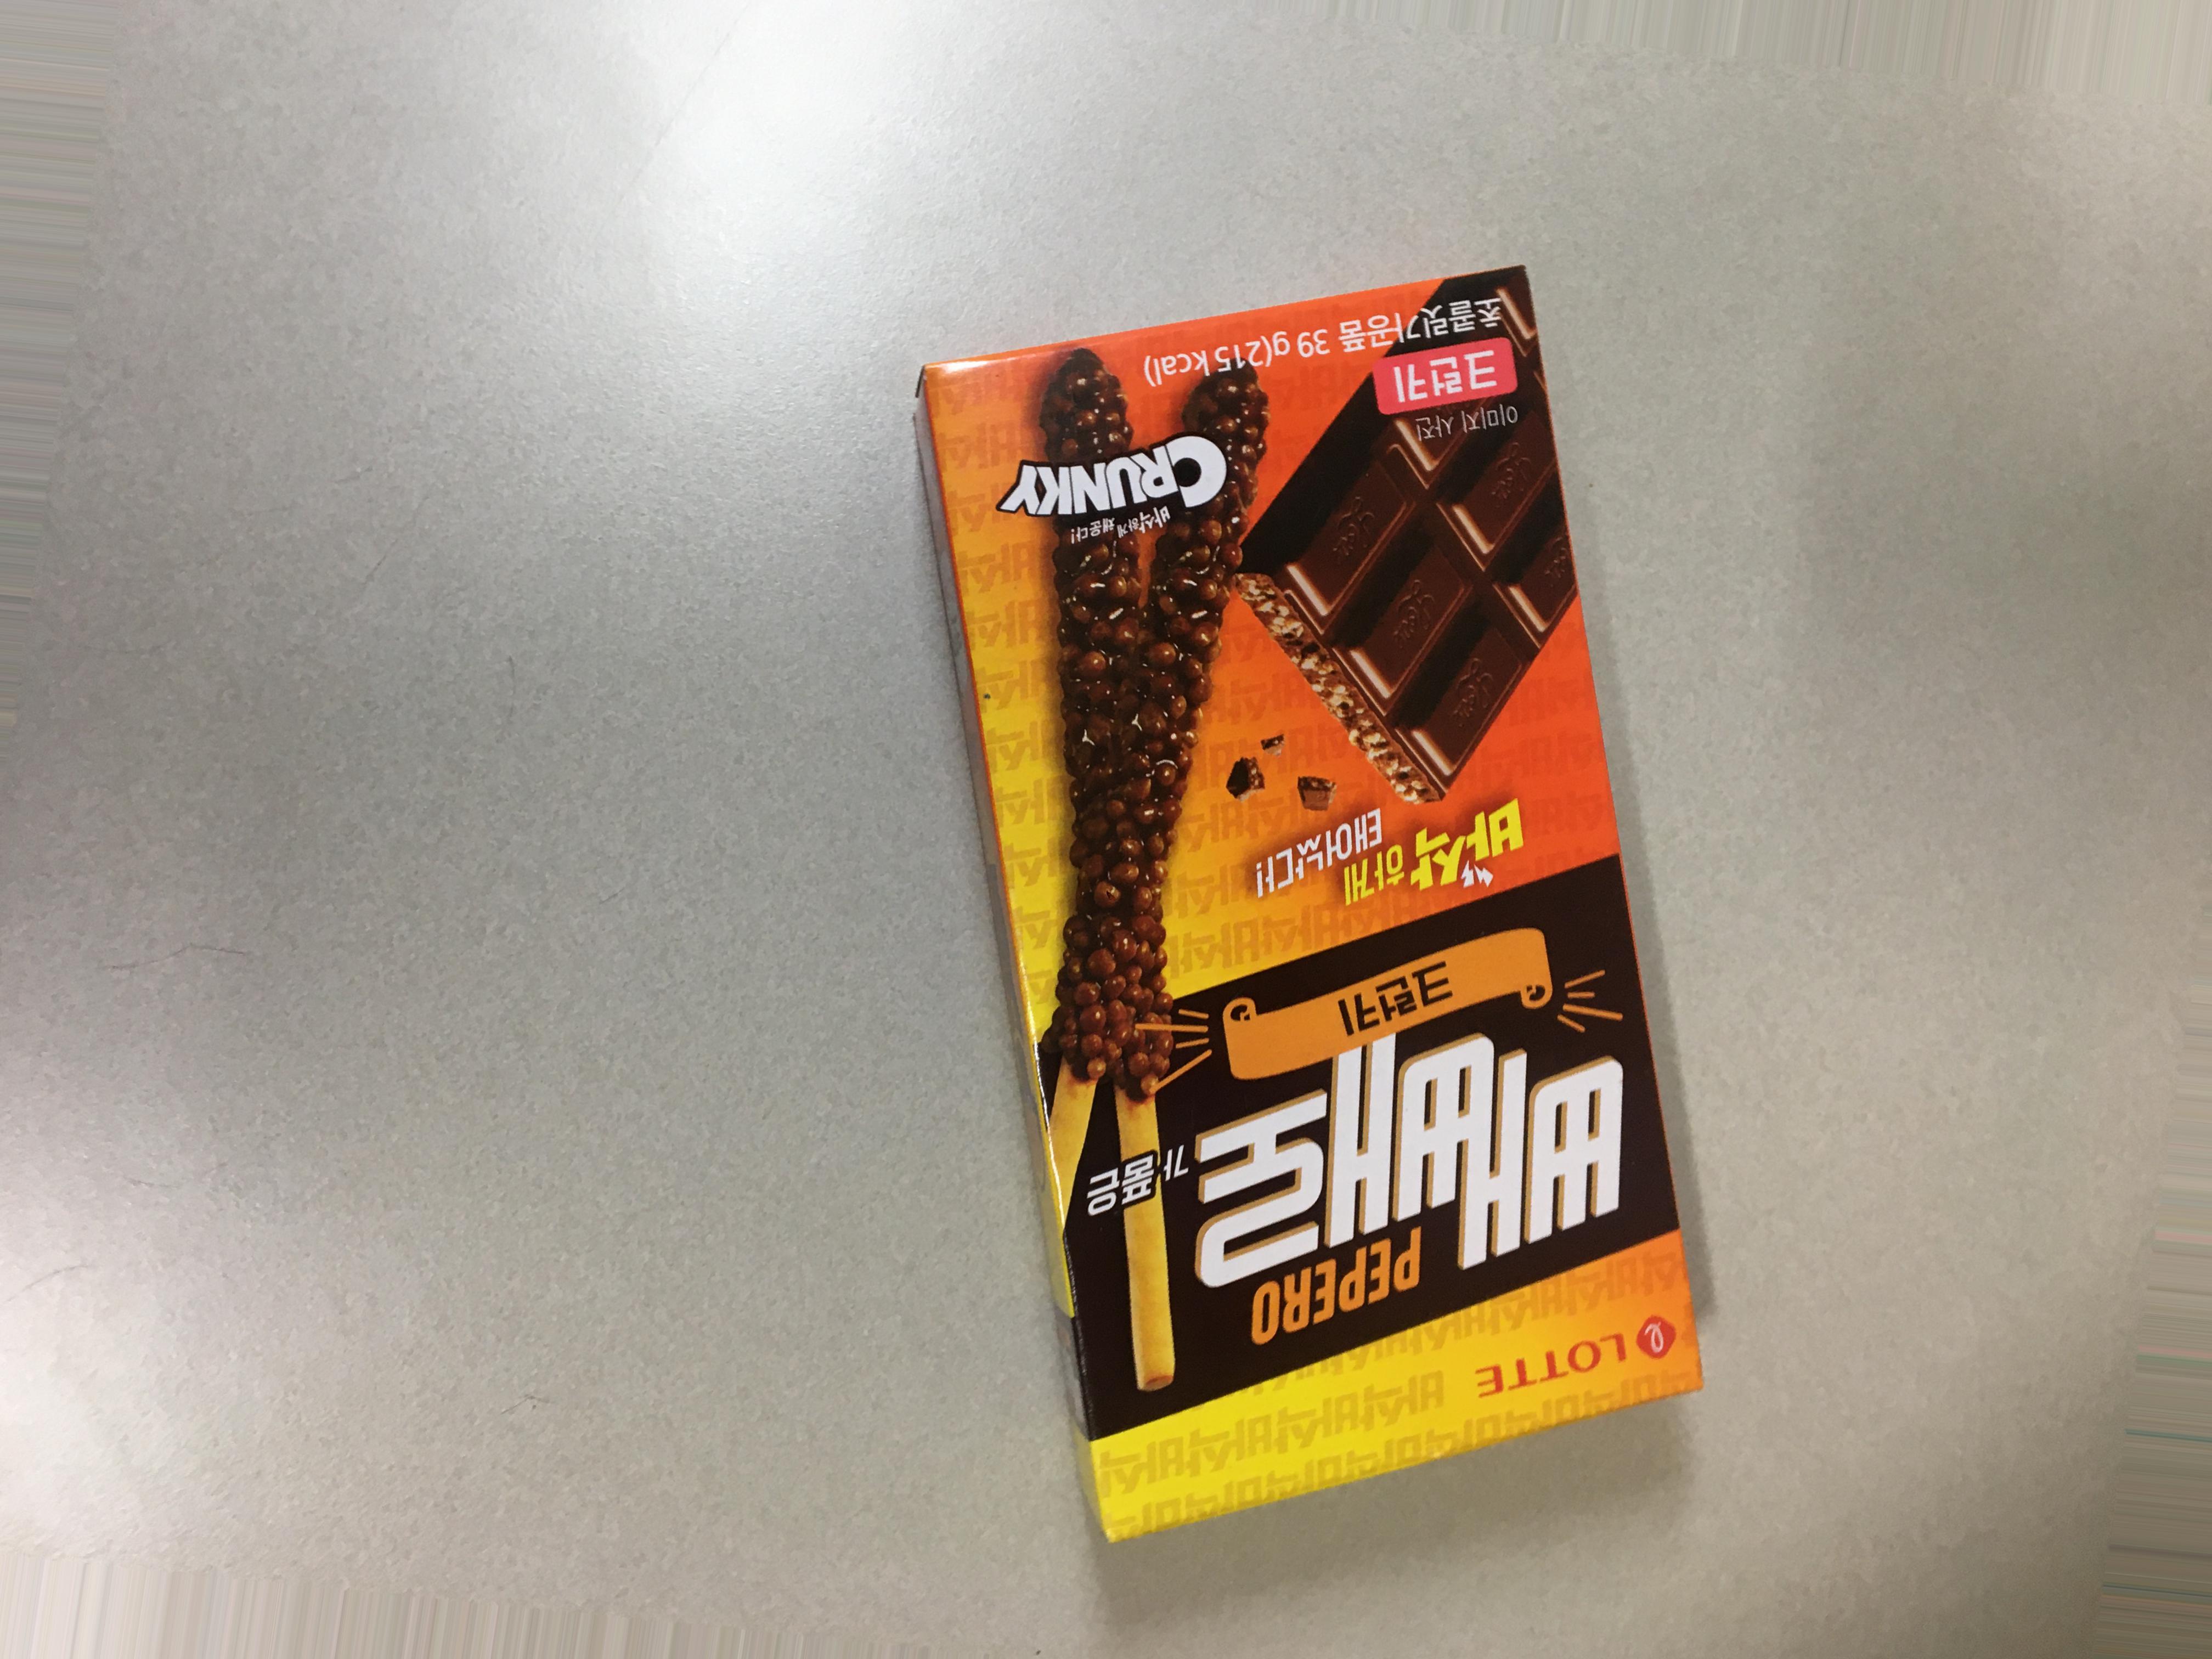 LOTTE
PEPERO
빼빼로
크런키
가볍은
바삭하게
태어났다!
바삭하게 채운다!
CRUNKY
이미지 사진
크런키
초콜릿가공품 39 g(215 kcal)